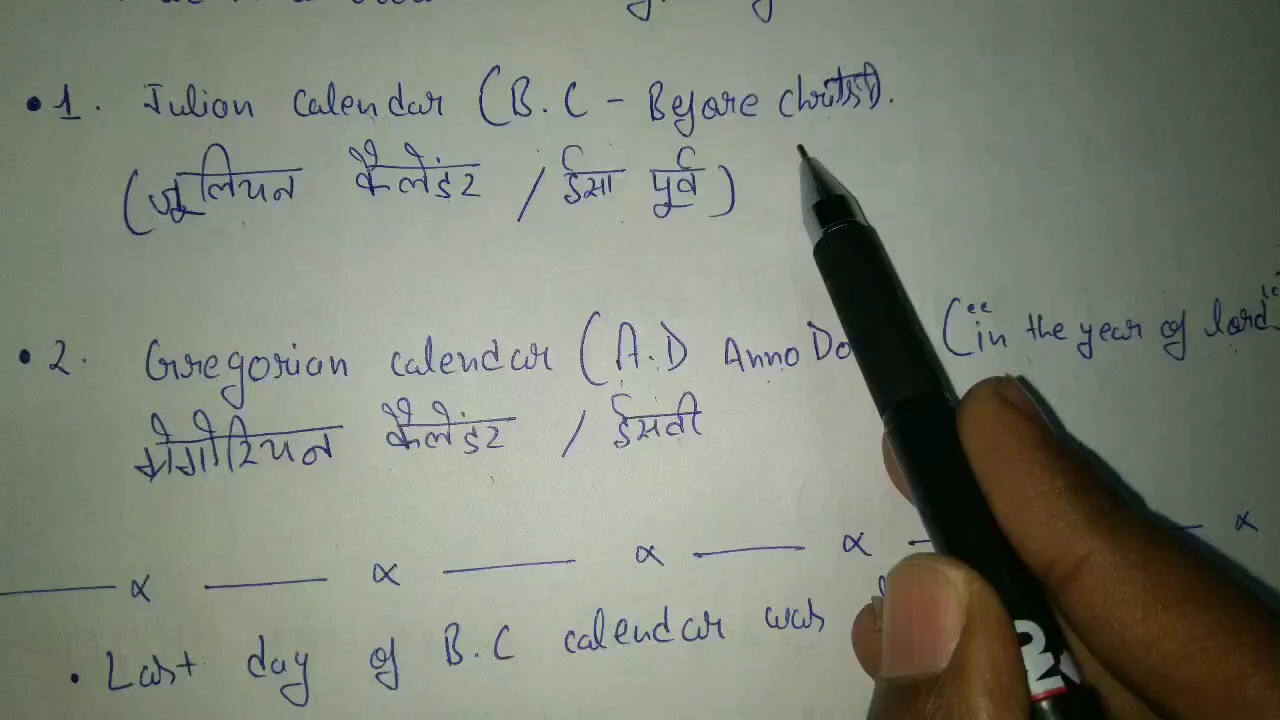 •1. Julion Calendar (B.C - Before Christ).
(जूलियन कैलेंडर / ईसा पूर्व)
•2. Gregorian calendar (A.D Anno Do ("in the year of lord"
ग्रेगोरियन कैलेंडर / ईसवी
• Last day of B.C calendar was